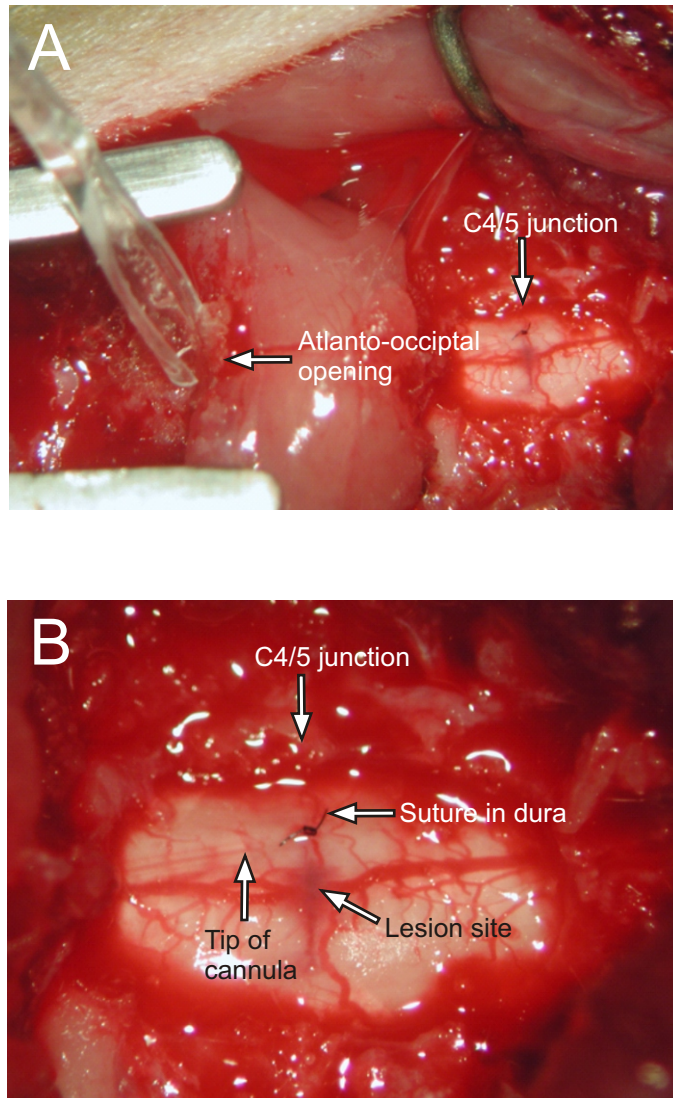 A
C4/5 junction
Atlanto-occiptal
opening
B
C4/5 junction
Suture in dura
Lesion site
Tip of
cannula